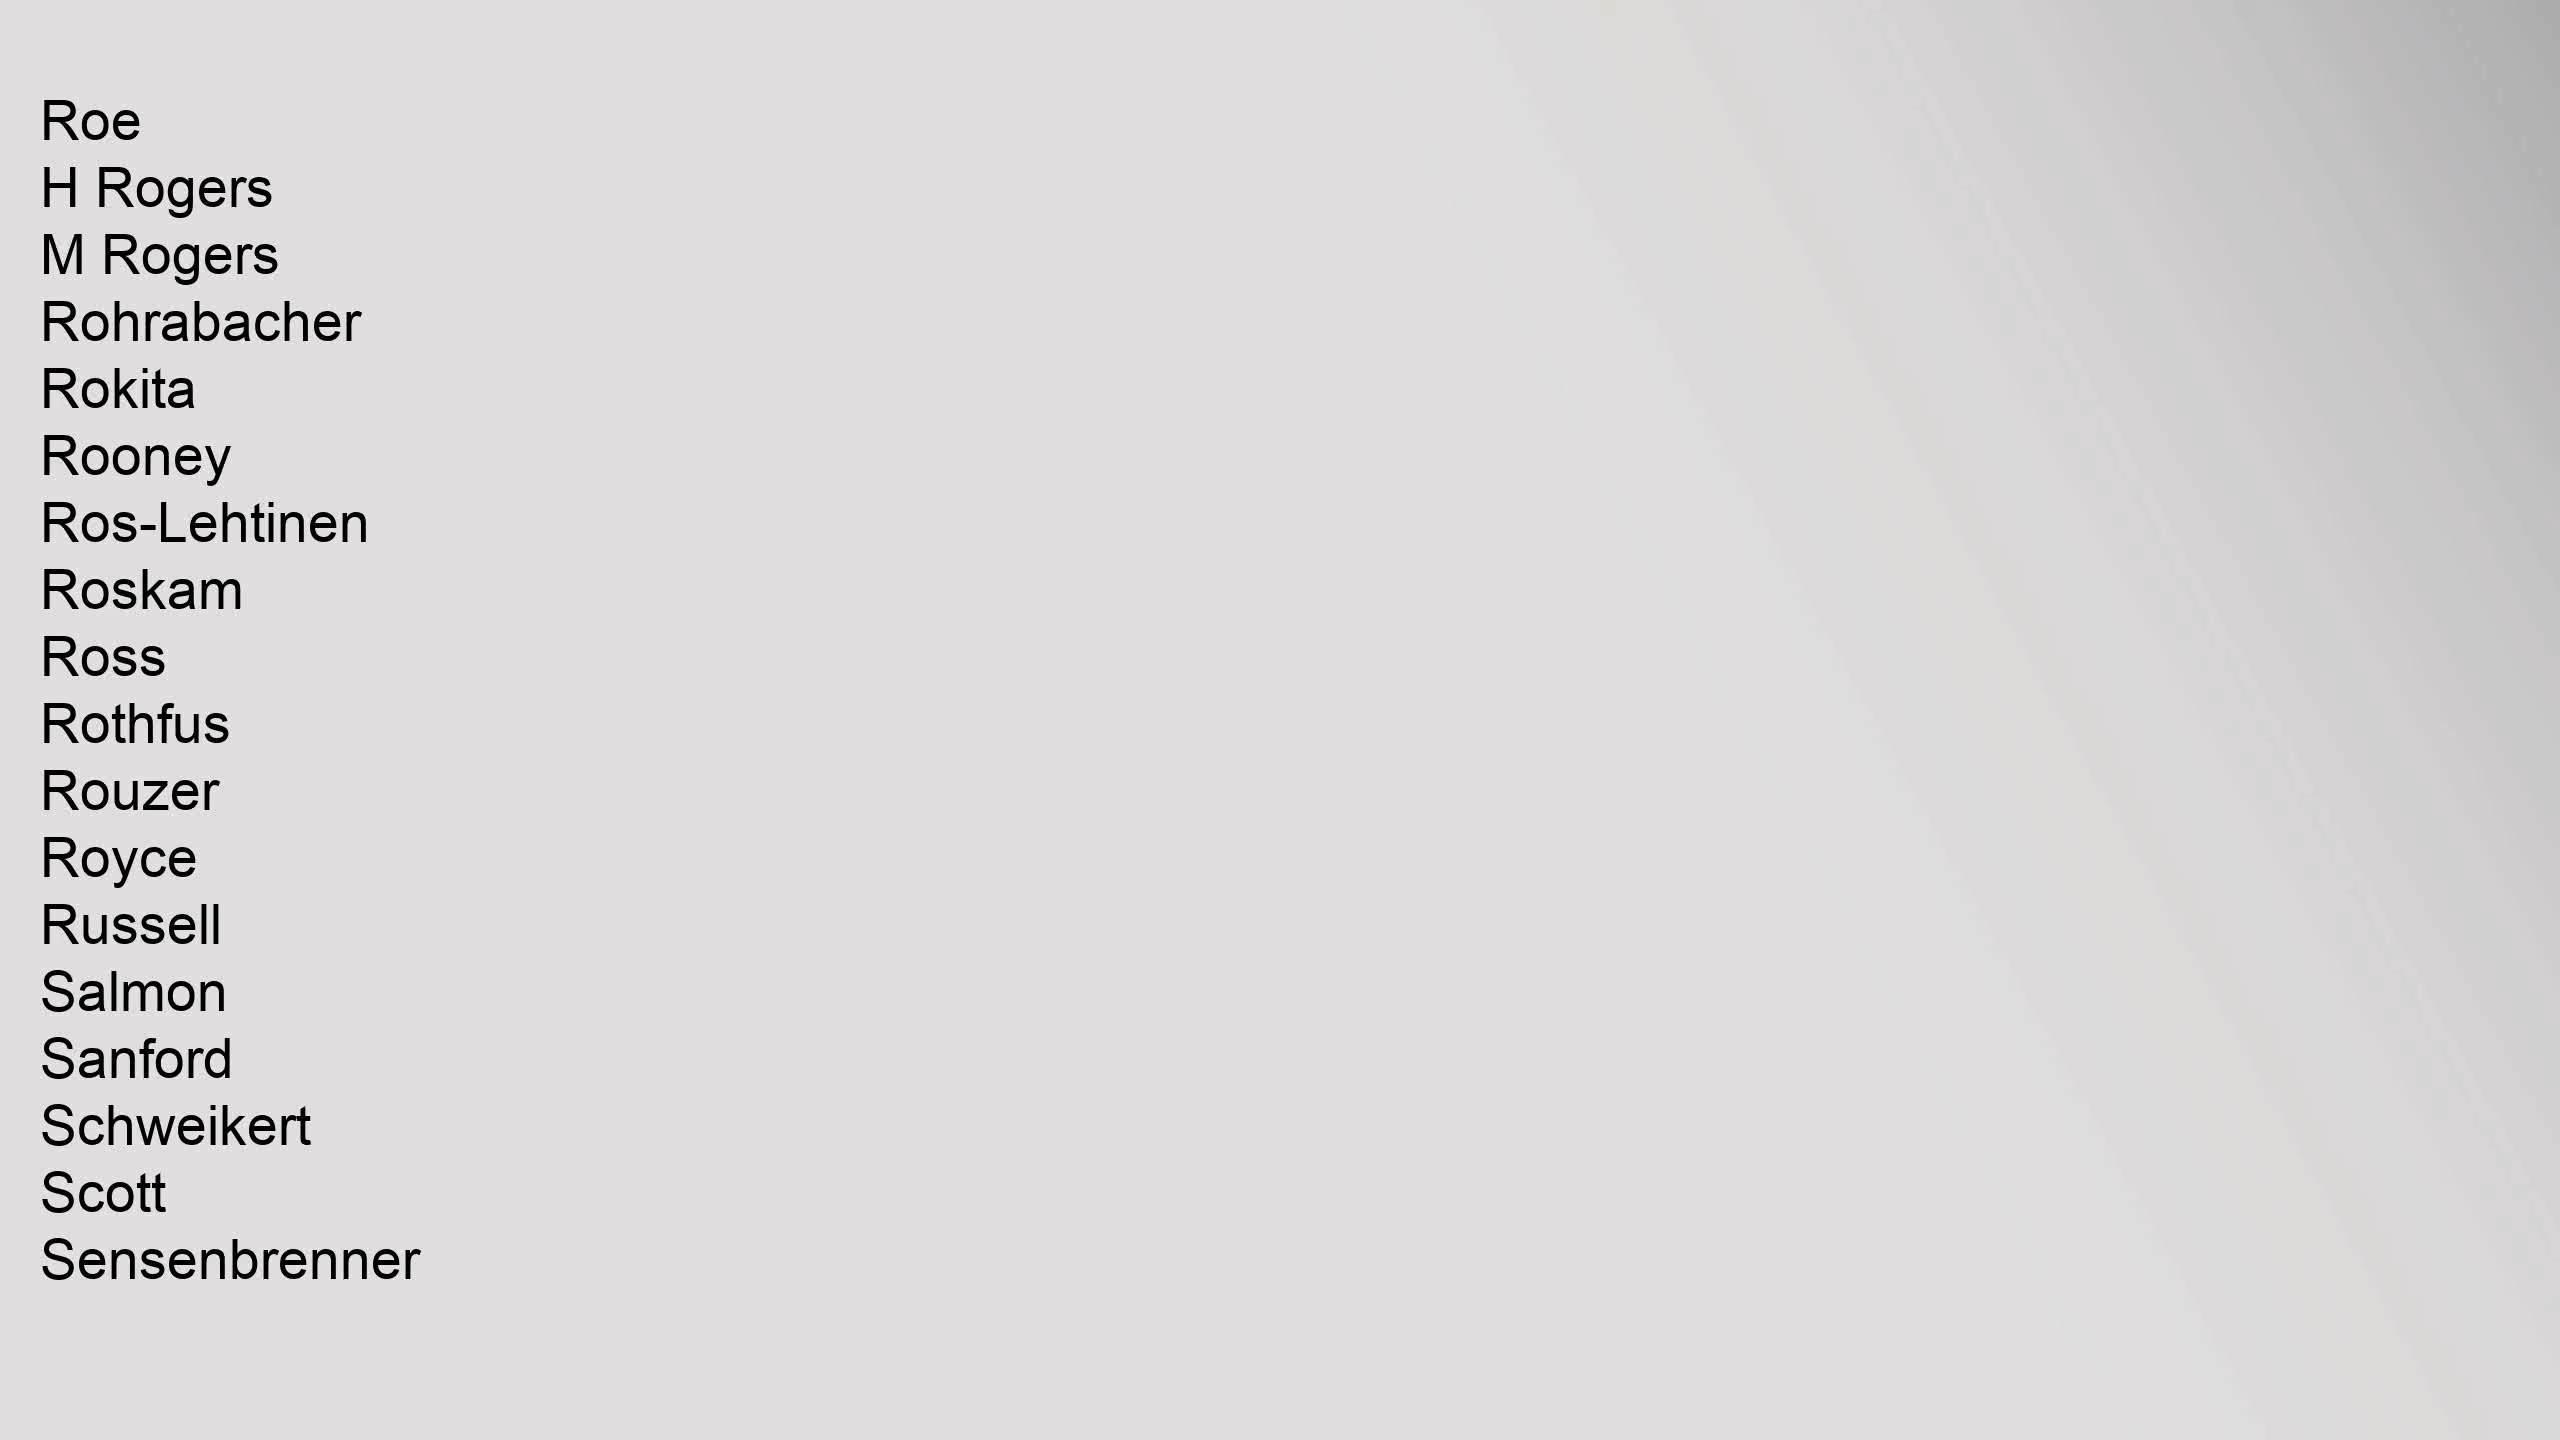 Roe
H Rogers
M Rogers
Rohrabacher
Rokita
Rooney
Ros-Lehtinen
Roskam
Ross
Rothfus
Rouzer
Royce
Russell
Salmon
Sanford
Schweikert
Scott
Sensenbrenner